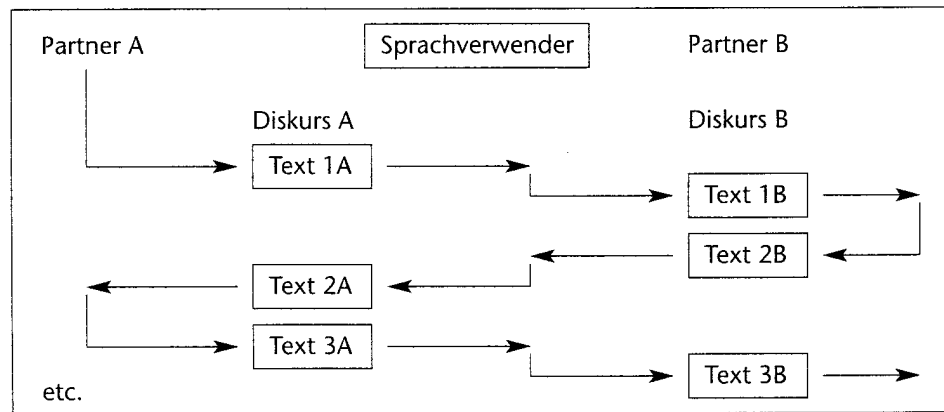 Partner A
Sprachverwender
Partner B
Diskurs A
Diskurs B
Text 1A
Text 1B
Text 2B
Text 2A
Text 3A
Text 3B
etc.